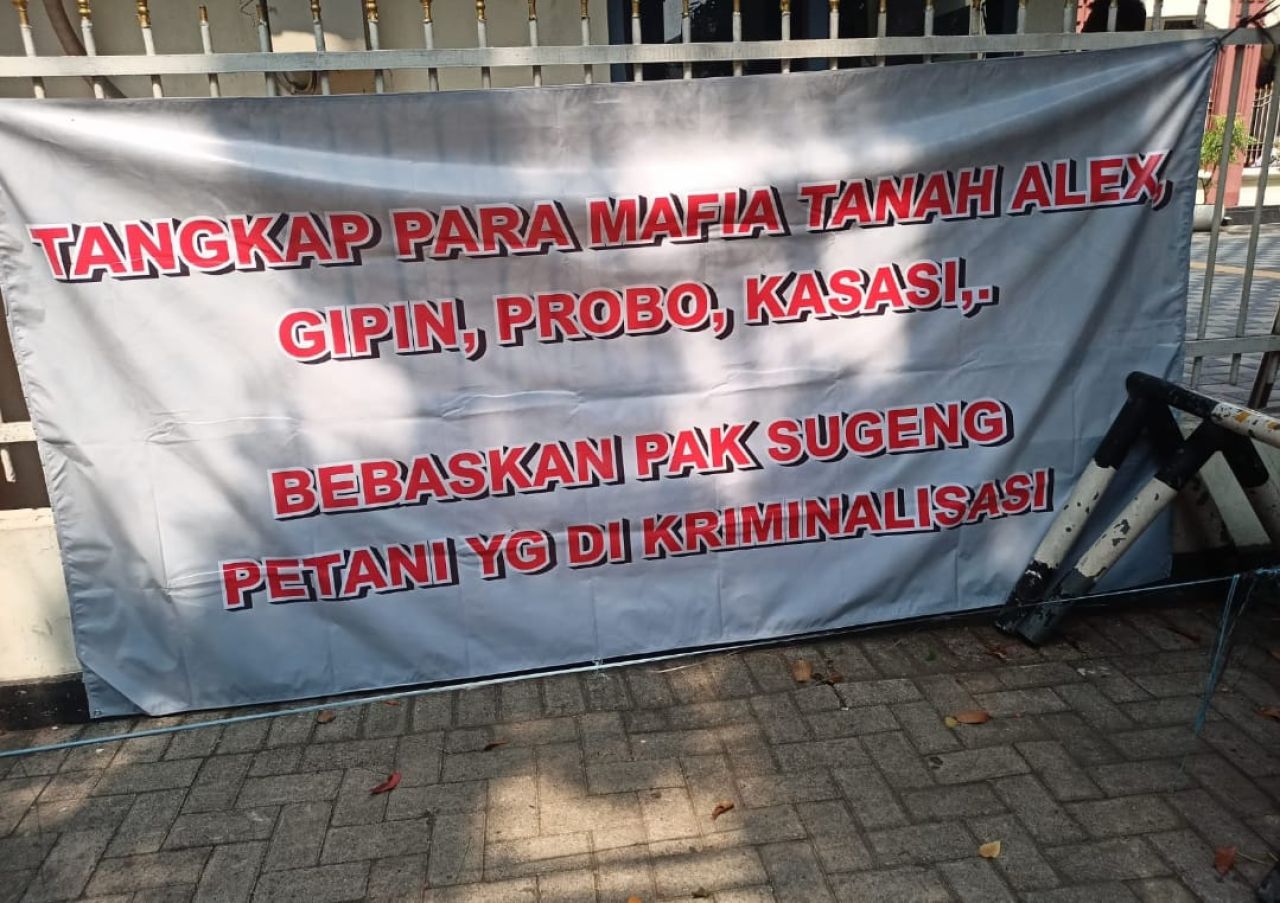 TANGKAP PARA MAFIA TANAH ALEX,
GIPIN, PROBO, KASASI,.
BEBASKAN PAK SUGENG
PETANI YG DI KRIMINALISASI